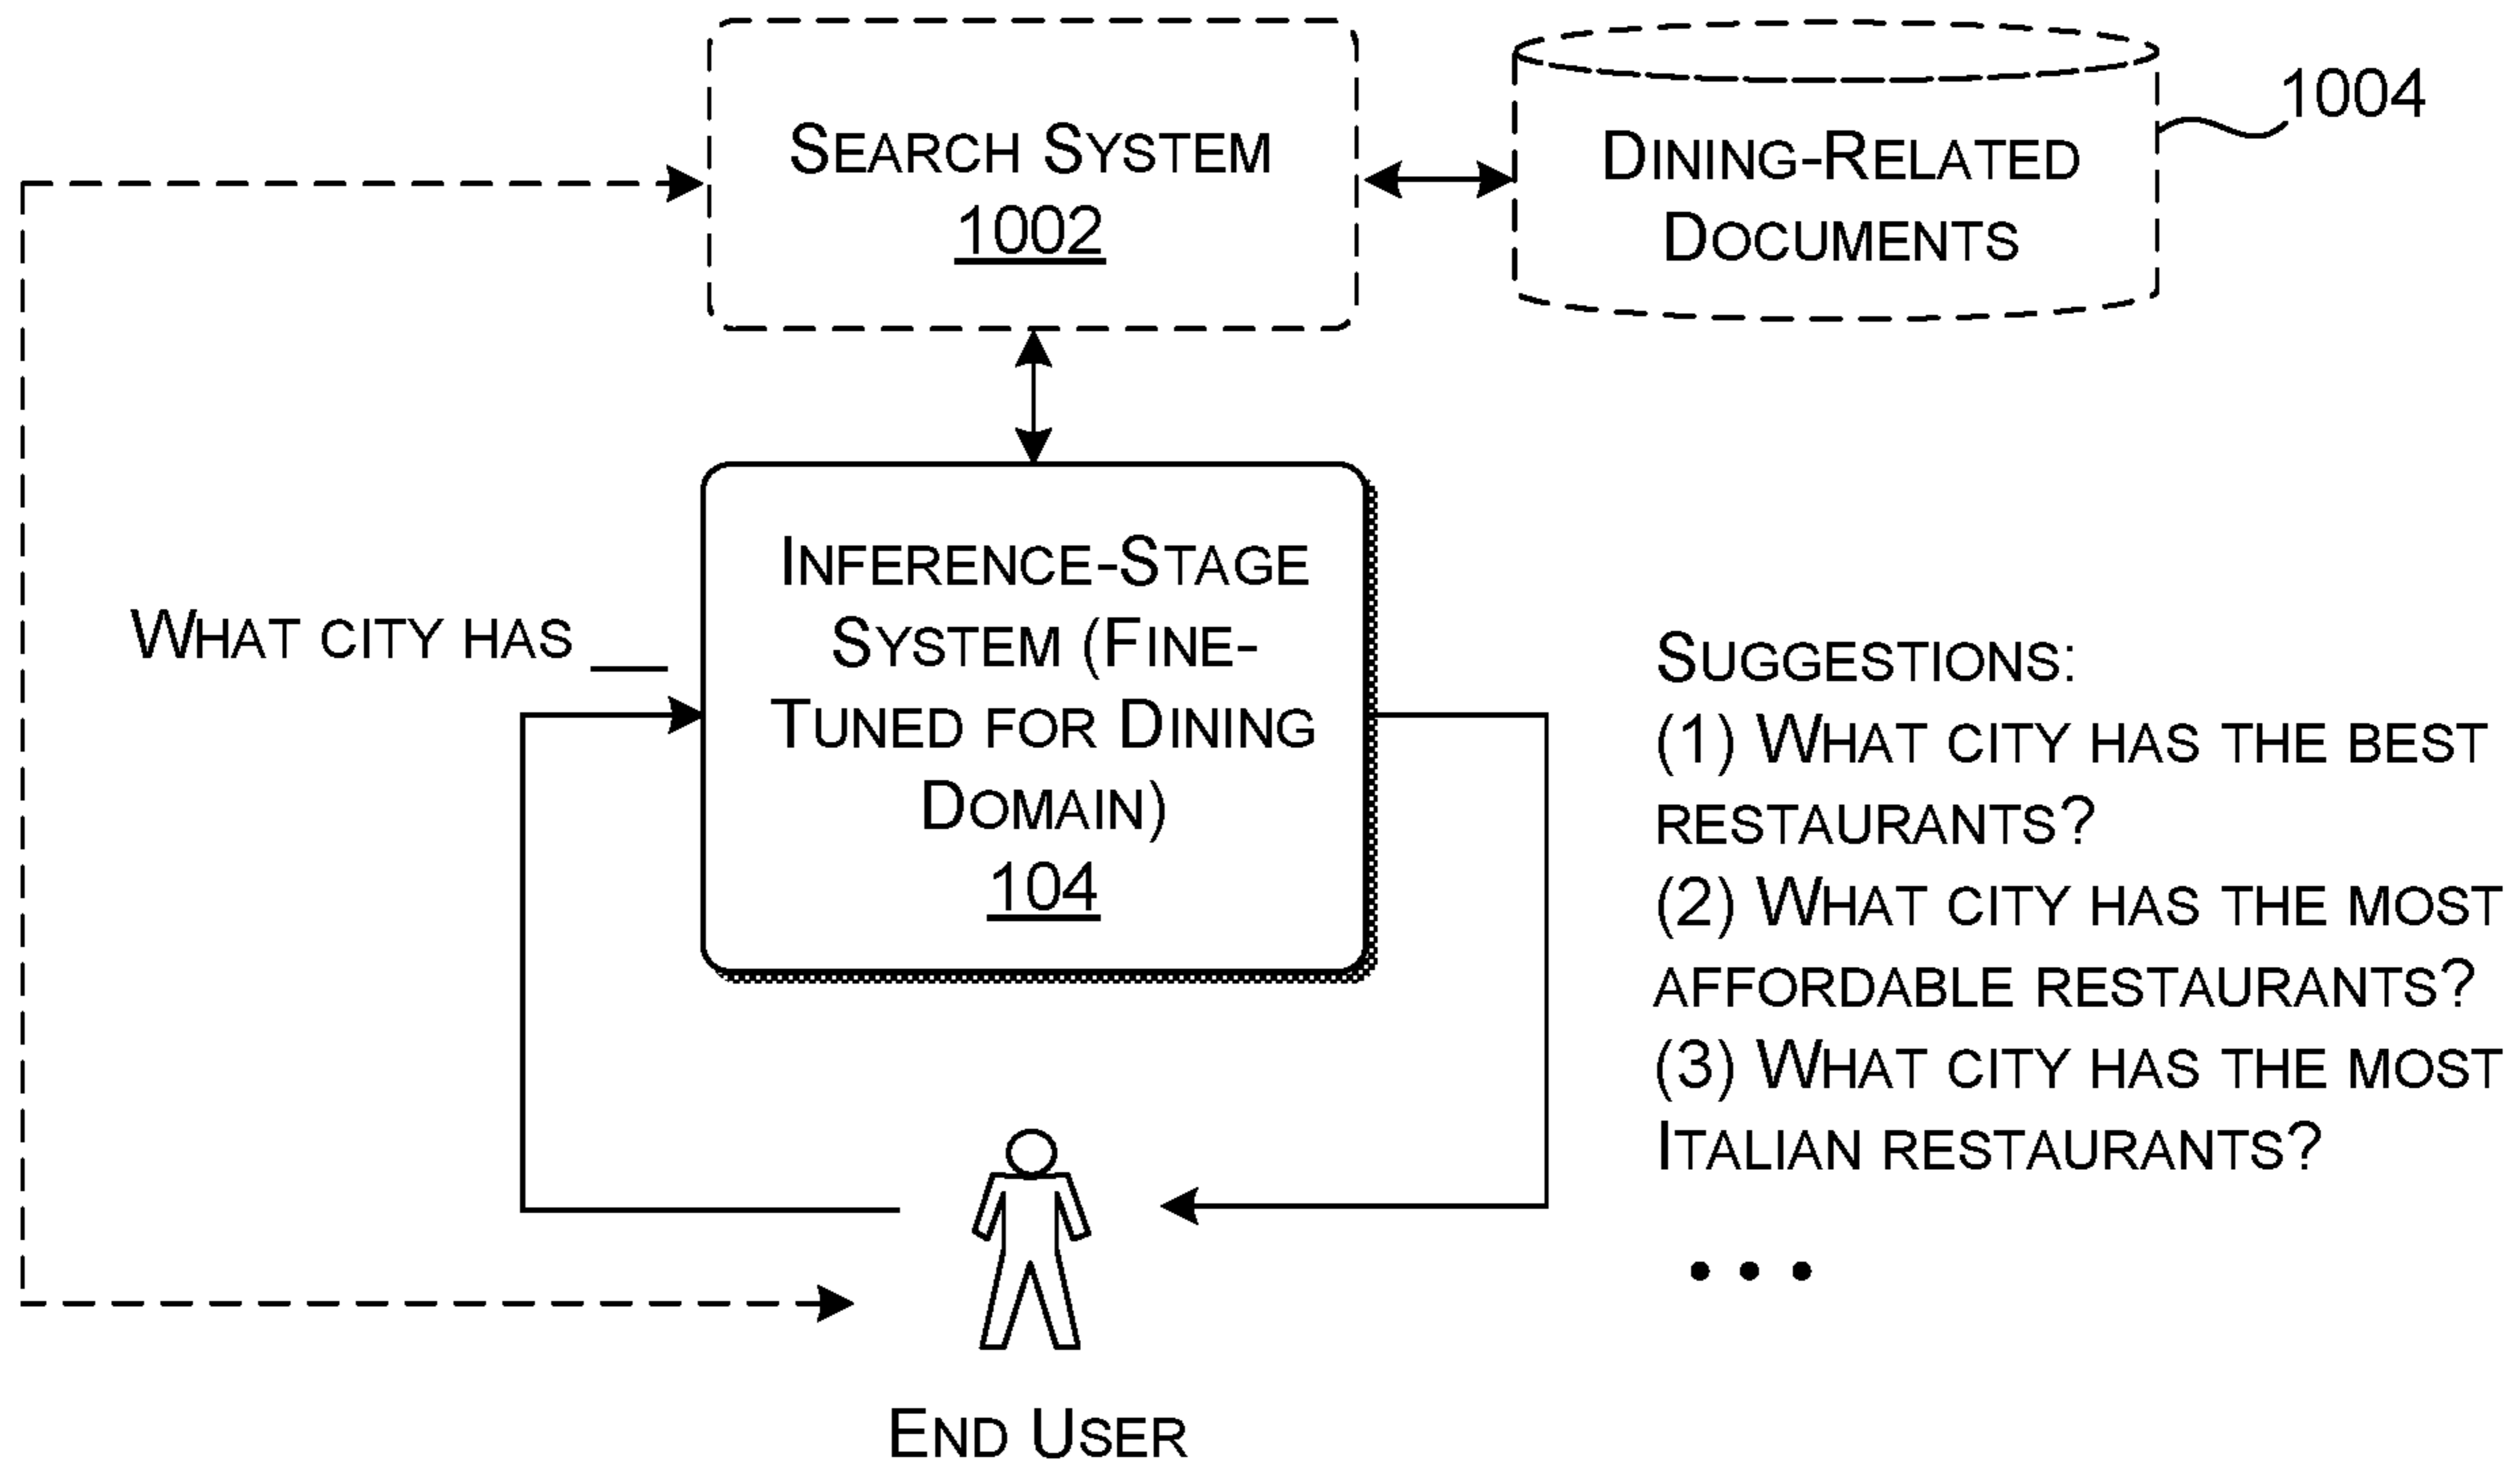 Search System
1002
Dining-Related
Documents
1004
Inference-Stage
System (Fine-
Tuned for Dining
Domain)
104
What city has __
Suggestions:
(1) What city has the best
restaurants?
(2) What city has the most
affordable restaurants?
(3) What city has the most
Italian restaurants?
• • •
End User